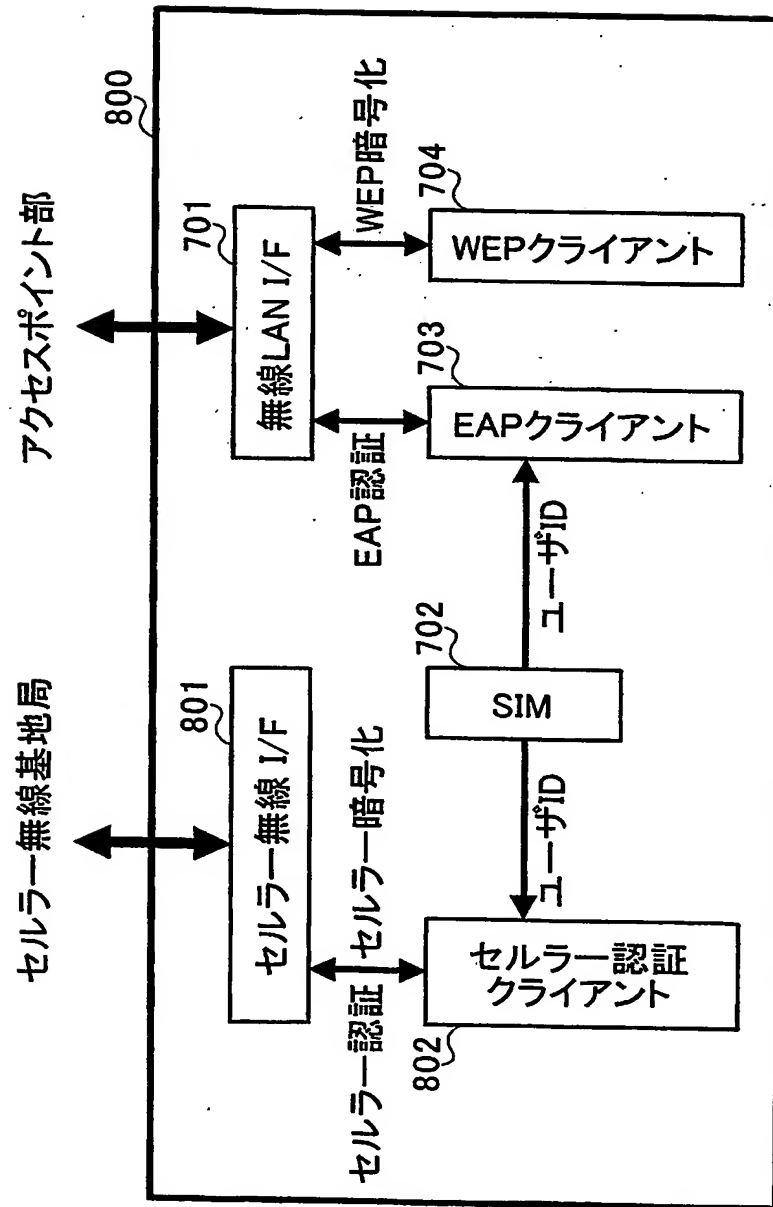 セルラー無線基地局
アクセスポイント部
800
801
セルラー無線 I/F
701
無線LAN I/F
セルラー認証
セルラー暗号化
EAP認証
WEP暗号化
802
セルラー認証
クライアント
ユーザID
702
SIM
ユーザID
703
EAPクライアント
704
WEPクライアント